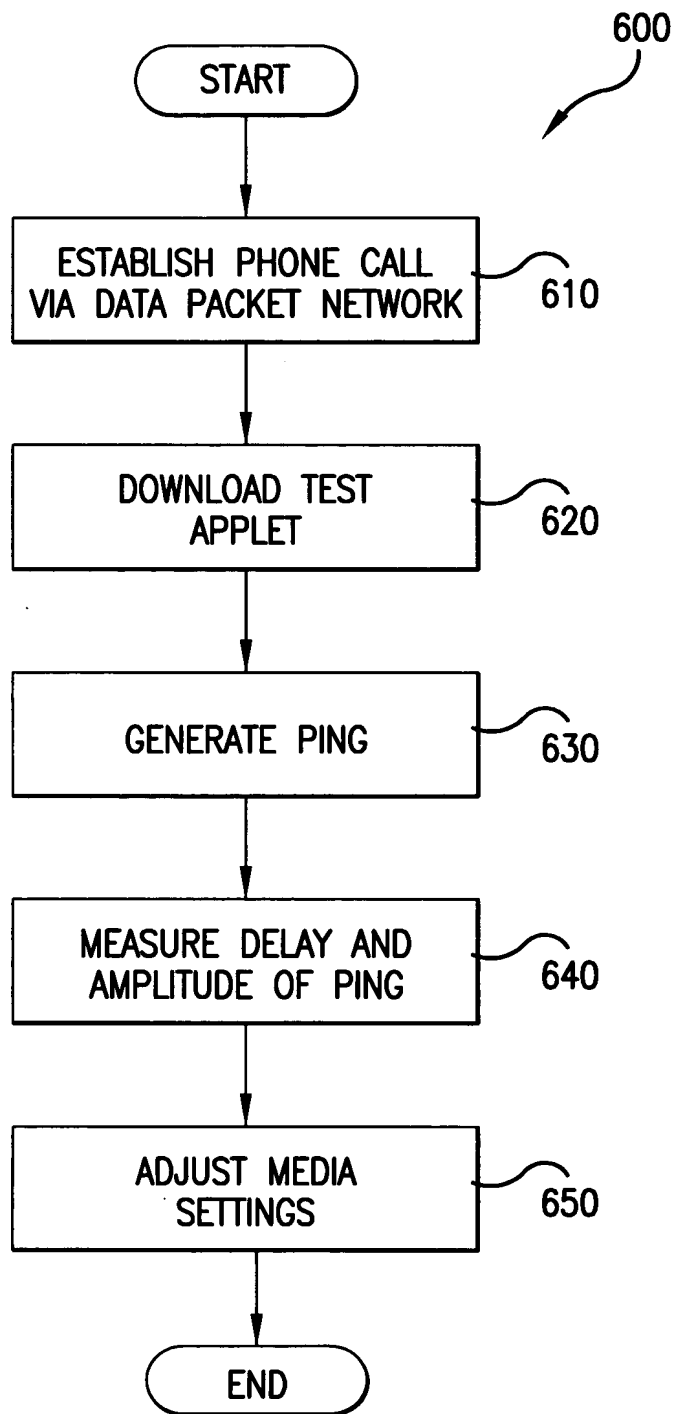 600
START
ESTABLISH PHONE CALL
VIA DATA PACKET NETWORK
610
DOWNLOAD TEST
APPLET
620
GENERATE PING
630
MEASURE DELAY AND
AMPLITUDE OF PING
640
ADJUST MEDIA
SETTINGS
650
END